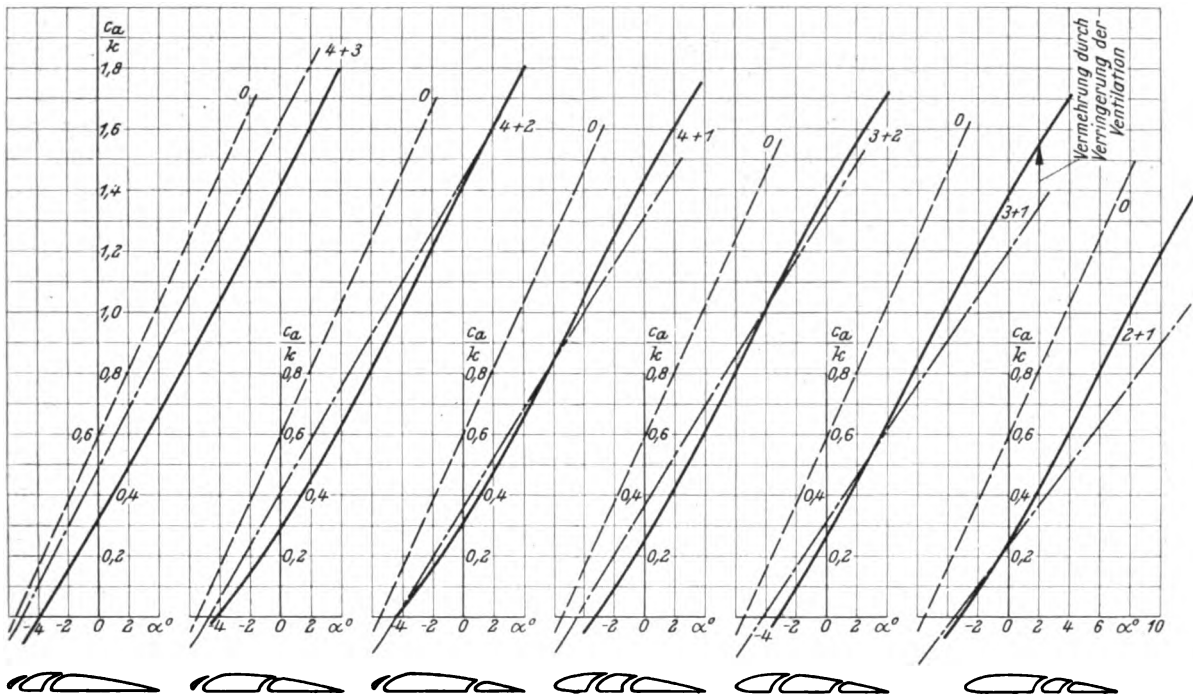 ca/k
1,8
1,6
1,4
1,2
1,0
0,8
0,6
0,4
0,2
-4 -2 0 2 α°
0
4+3
ca/k
0,8
0,6
0,4
0,2
-4 -2 0 2 α°
0
4+2
ca/k
0,8
0,6
0,4
0,2
-4 -2 0 2 α°
0
4+1
ca/k
0,8
0,6
0,4
0,2
-2 0 2 α°
0
3+2
ca/k
0,8
0,6
0,4
0,2
-4 -2 0 2 α°
0
3+1
Vermehrung durch
Verringerung der
Ventilation
0,6
0,4
0,2
-2 0 2 4 6 α° 10
0
2+1